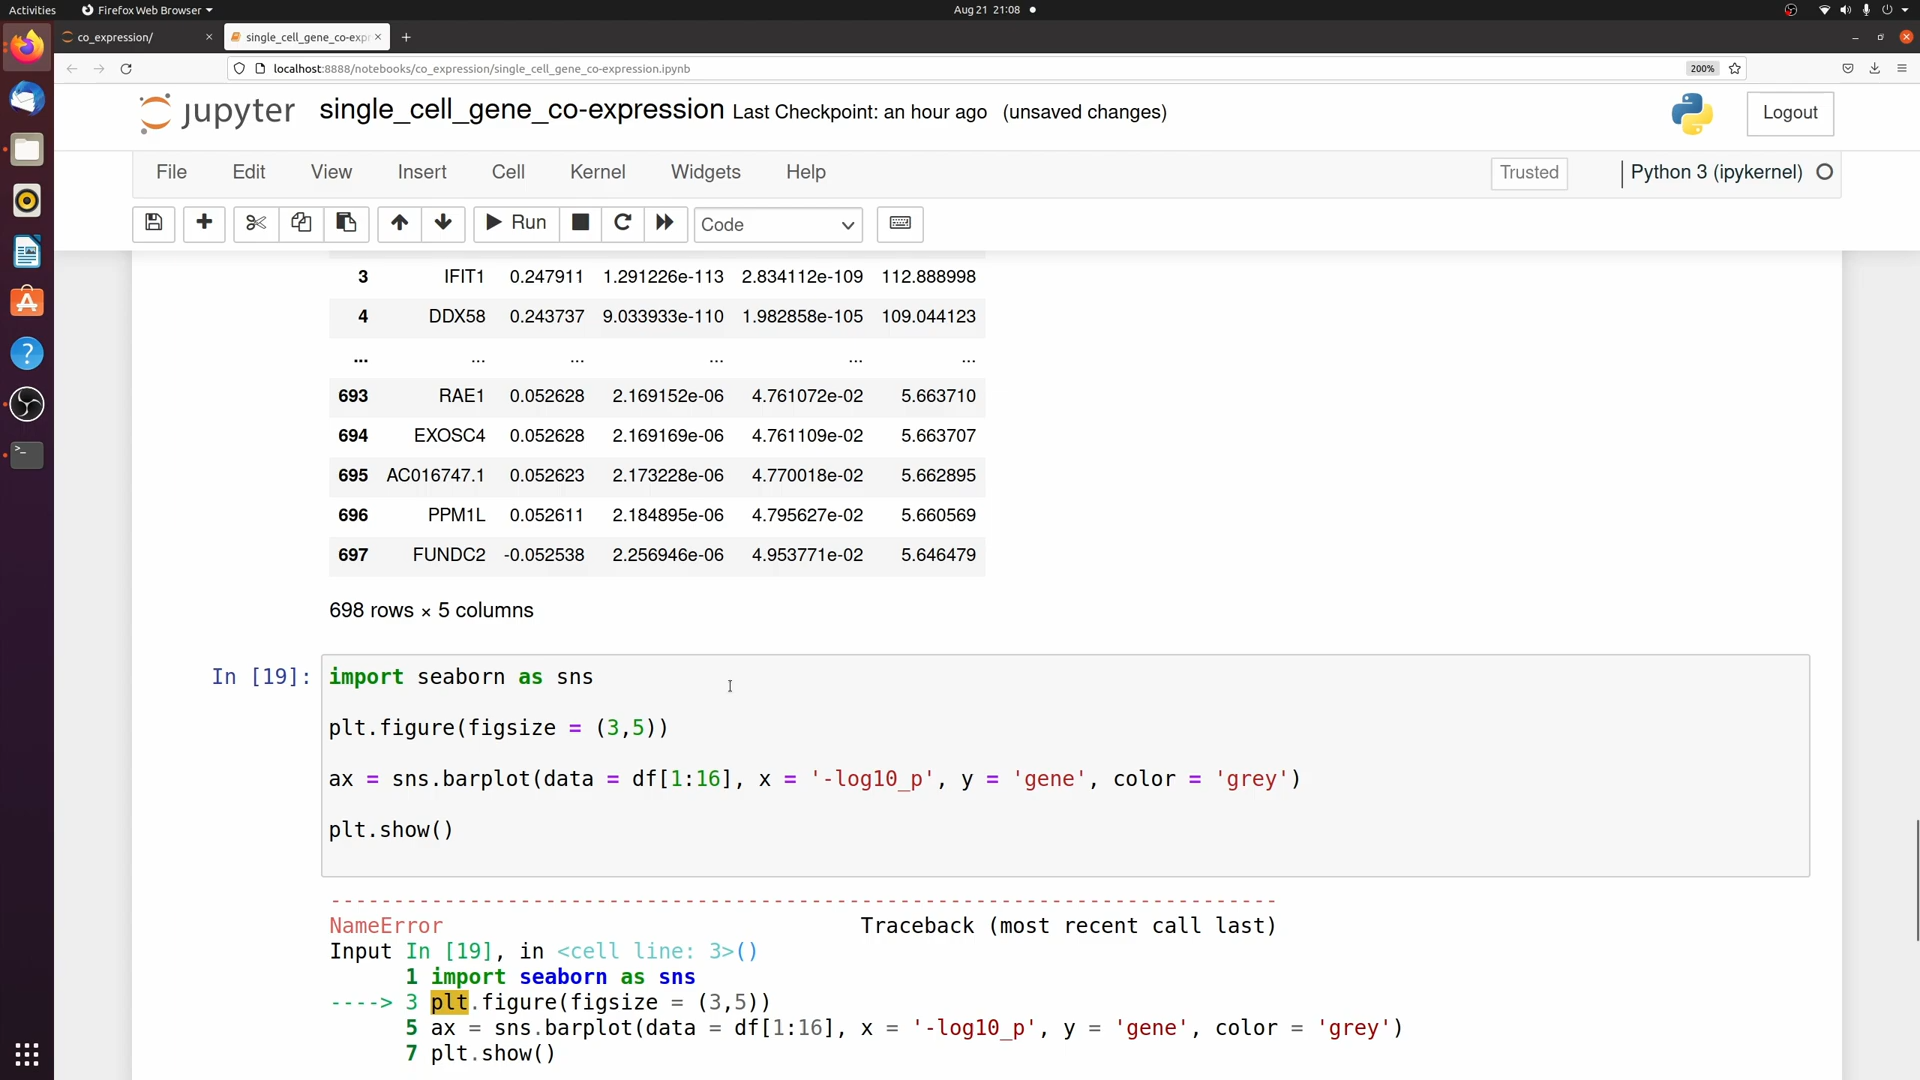 Activities
Firefox Web Browser
Aug 21 21:08
co_expression/
single_cell_gene_co-expr
localhost:8888/notebooks/co_expression/single_cell_gene_co-expression.ipynb
200%
jupyter
single_cell_gene_co-expression
Last Checkpoint: an hour ago
(unsaved changes)
Logout
File
Edit
View
Insert
Cell
Kernel
Widgets
Help
Trusted
Python 3 (ipykernel)
Run
Code
3 IFIT1 0.247911 1.291226e-113 2.834112e-109 112.888998
4 DDX58 0.243737 9.033933e-110 1.982858e-105 109.044123
... ... ... ... ... ...
693 RAE1 0.052628 2.169152e-06 4.761072e-02 5.663710
694 EXOSC4 0.052628 2.169169e-06 4.761109e-02 5.663707
695 AC016747.1 0.052623 2.173228e-06 4.770018e-02 5.662895
696 PPM1L 0.052611 2.184895e-06 4.795627e-02 5.660569
697 FUNDC2 -0.052538 2.256946e-06 4.953771e-02 5.646479
698 rows × 5 columns
In [19]: import seaborn as sns
plt.figure(figsize = (3,5))
ax = sns.barplot(data = df[1:16], x = '-log10_p', y = 'gene', color = 'grey')
plt.show()
---------------------------------------------------------------------------
NameError Traceback (most recent call last)
Input In [19], in <cell line: 3>()
1 import seaborn as sns
----> 3 plt.figure(figsize = (3,5))
5 ax = sns.barplot(data = df[1:16], x = '-log10_p', y = 'gene', color = 'grey')
7 plt.show()